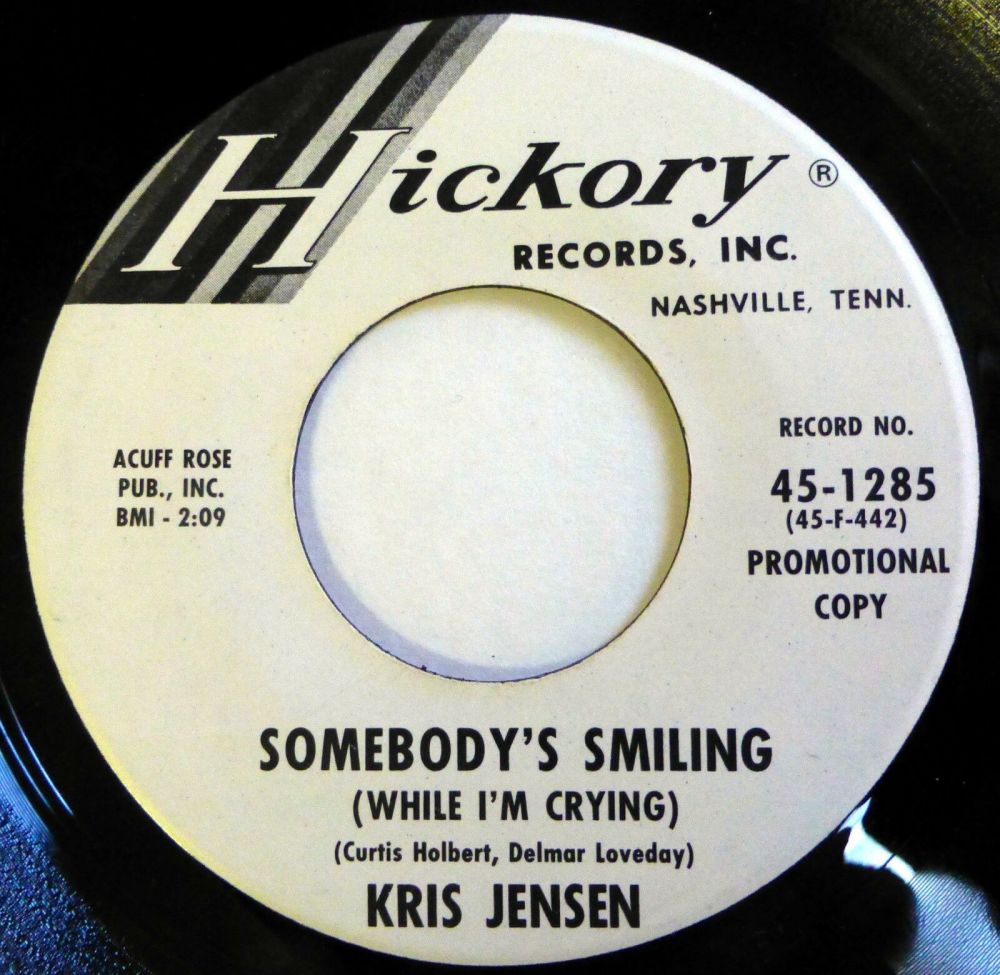 Hickory ®
RECORDS, INC.
NASHVILLE, TENN.
ACUFF ROSE
PUB., INC.
BMI - 2:09
RECORD NO.
45-1285
(45-F-442)
PROMOTIONAL
COPY
SOMEBODY'S SMILING
(WHILE I'M CRYING)
(Curtis Holbert, Delmar Loveday)
KRIS JENSEN